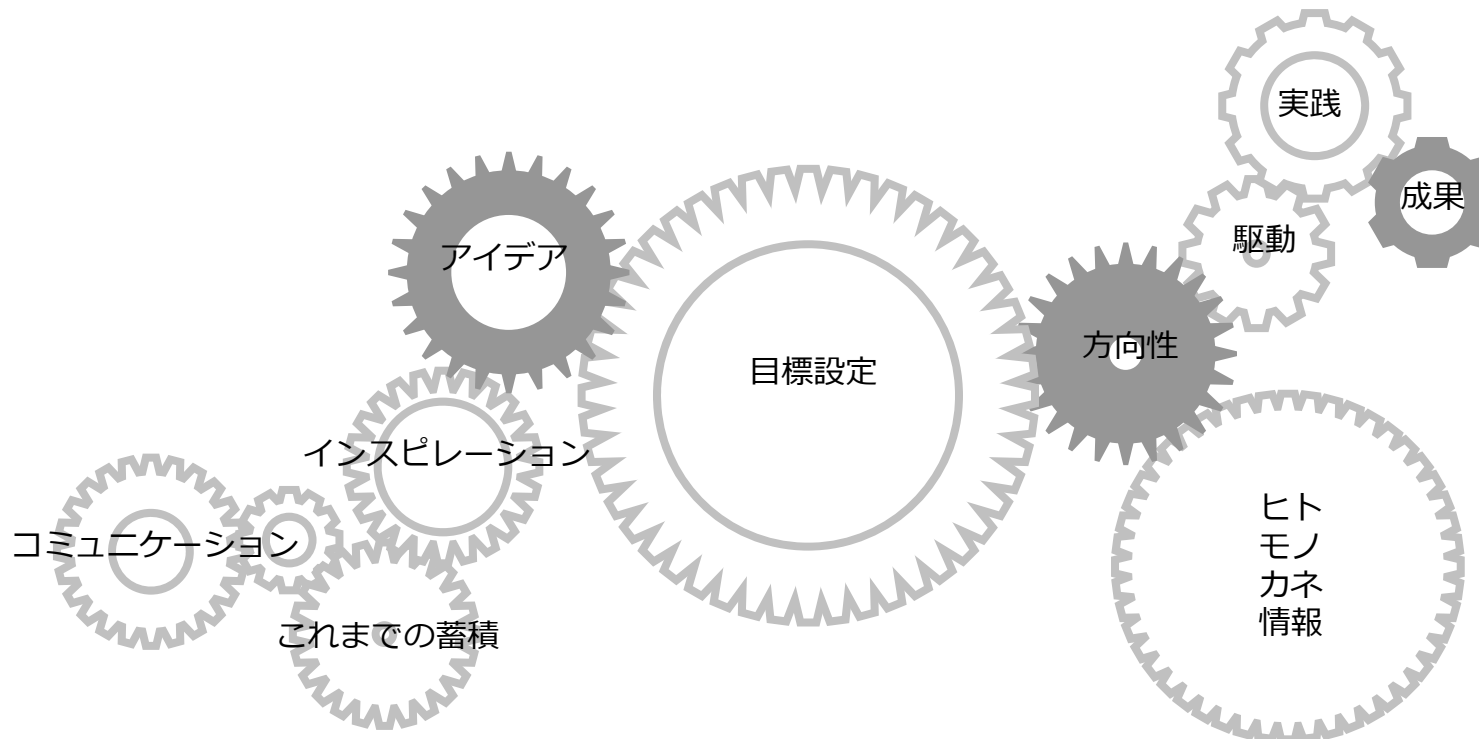 実践
成果
駆動
アイデア
方向性
目標設定
インスピレーション
コミュニケーション
これまでの蓄積
ヒト
モノ
カネ
情報